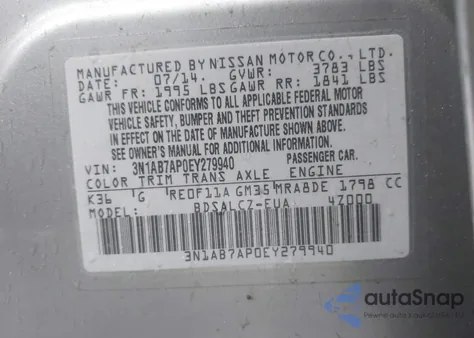 MANUFACTURED BY NISSAN MOTOR CO., LTD.
DATE: 07/14. GVWR: 3783 LBS
GAWR FR: 1995 LBS GAWR RR: 1841 LBS
THIS VEHICLE CONFORMS TO ALL APPLICABLE FEDERAL MOTOR
VEHICLE SAFETY, BUMPER AND THEFT PREVENTION STANDARDS
IN EFFECT ON THE DATE OF MANUFACTURE SHOWN ABOVE.
SEE OWNER'S MANUAL FOR ADDITIONAL INFORMATION.
VIN: 3N1AB7AP0EY279940 PASSENGER CAR.
COLOR TRIM TRANS AXLE ENGINE
K36 G RE0F11A GM35 MRA8DE 1798 CC
MODEL: BDSALCZ-EUA 4Z000
3N1AB7AP0EY279940
autoSnap